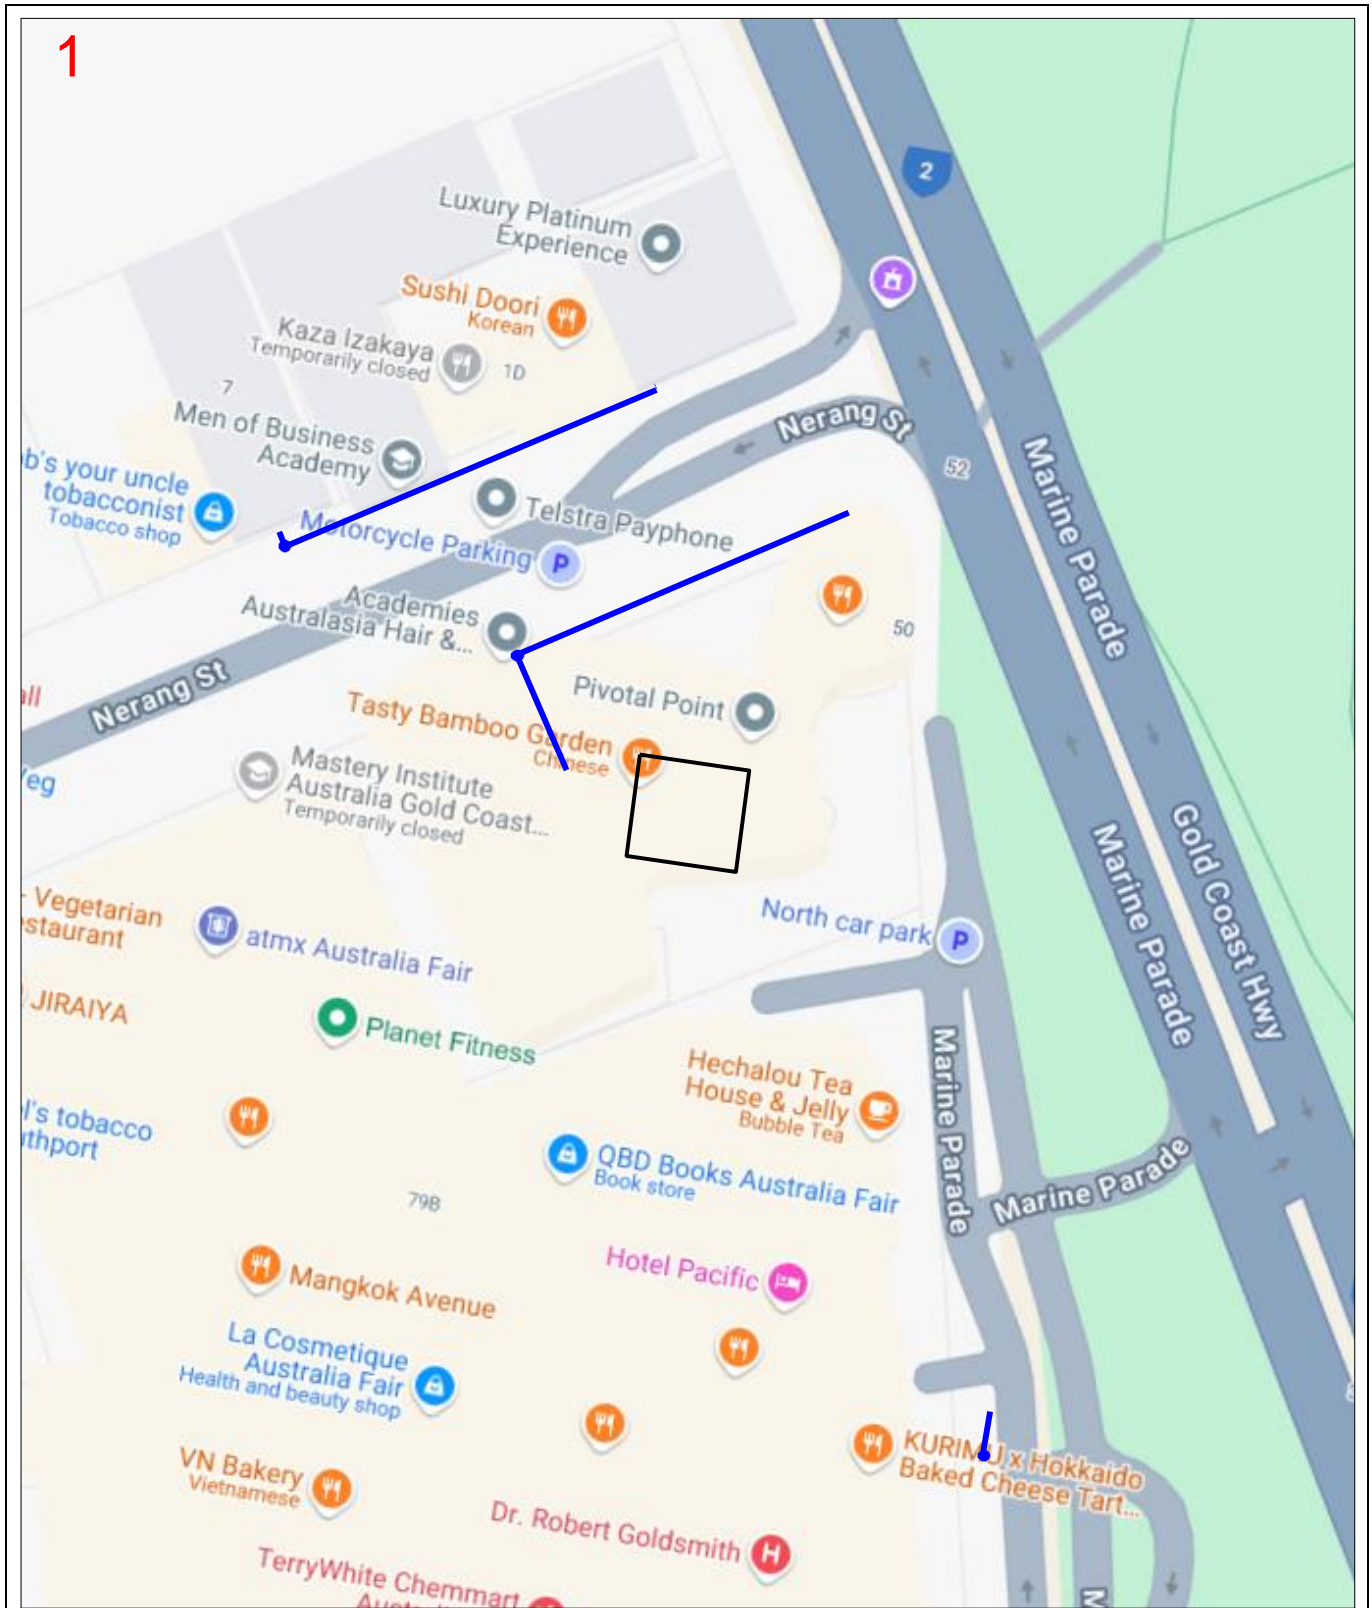 1
2
Luxury Platinum
Experience
Sushi Doori
Korean
Kaza Izakaya
Temporarily closed
1D
7
Men of Business
Academy
Nerang St
52
Marine Parade
b's your uncle
tobacconist
Tobacco shop
Telstra Payphone
Motorcycle Parking
P
Academies
Australasia Hair &...
50
Nerang St
all
Pivotal Point
Tasty Bamboo Garden
Chinese
Veg
Mastery Institute
Australia Gold Coast...
Temporarily closed
Gold Coast Hwy
Marine Parade
Vegetarian
estaurant
North car park
P
atmx Australia Fair
JIRAIYA
Planet Fitness
Marine Parade
Hechalou Tea
House & Jelly
Bubble Tea
l's tobacco
thport
QBD Books Australia Fair
Book store
Marine Parade
79B
Hotel Pacific
Mangkok Avenue
La Cosmetique
Australia Fair
Health and beauty shop
KURIMU x Hokkaido
Baked Cheese Tart...
VN Bakery
Vietnamese
Dr. Robert Goldsmith
H
TerryWhite Chemmart
M